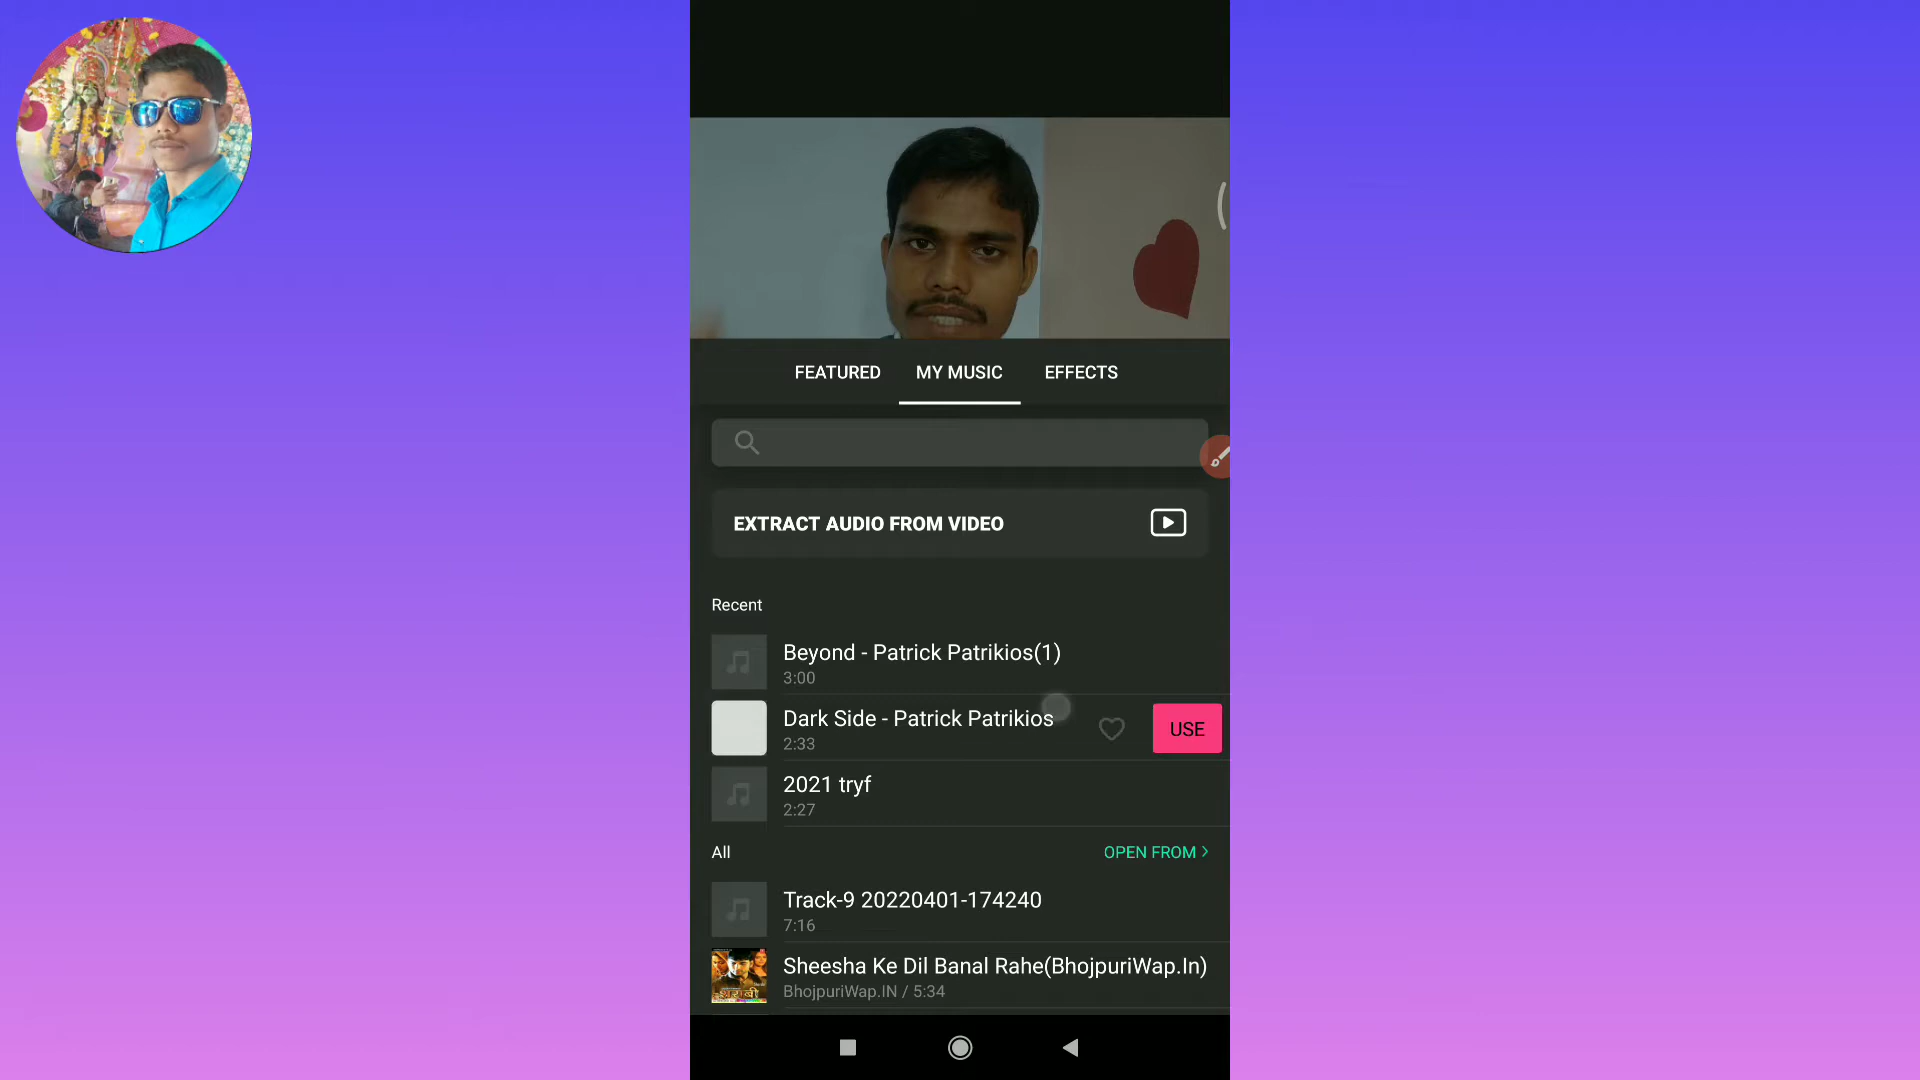 FEATURED MY MUSIC EFFECTS
EXTRACT AUDIO FROM VIDEO
Recent
Beyond - Patrick Patrikios(1)
3:00
Dark Side - Patrick Patrikios
2:33
USE
2021 tryf
2:27
All
OPEN FROM >
Track-9 20220401-174240
7:16
Sheesha Ke Dil Banal Rahe(BhojpuriWap.In)
BhojpuriWap.IN / 5:34
शराबी